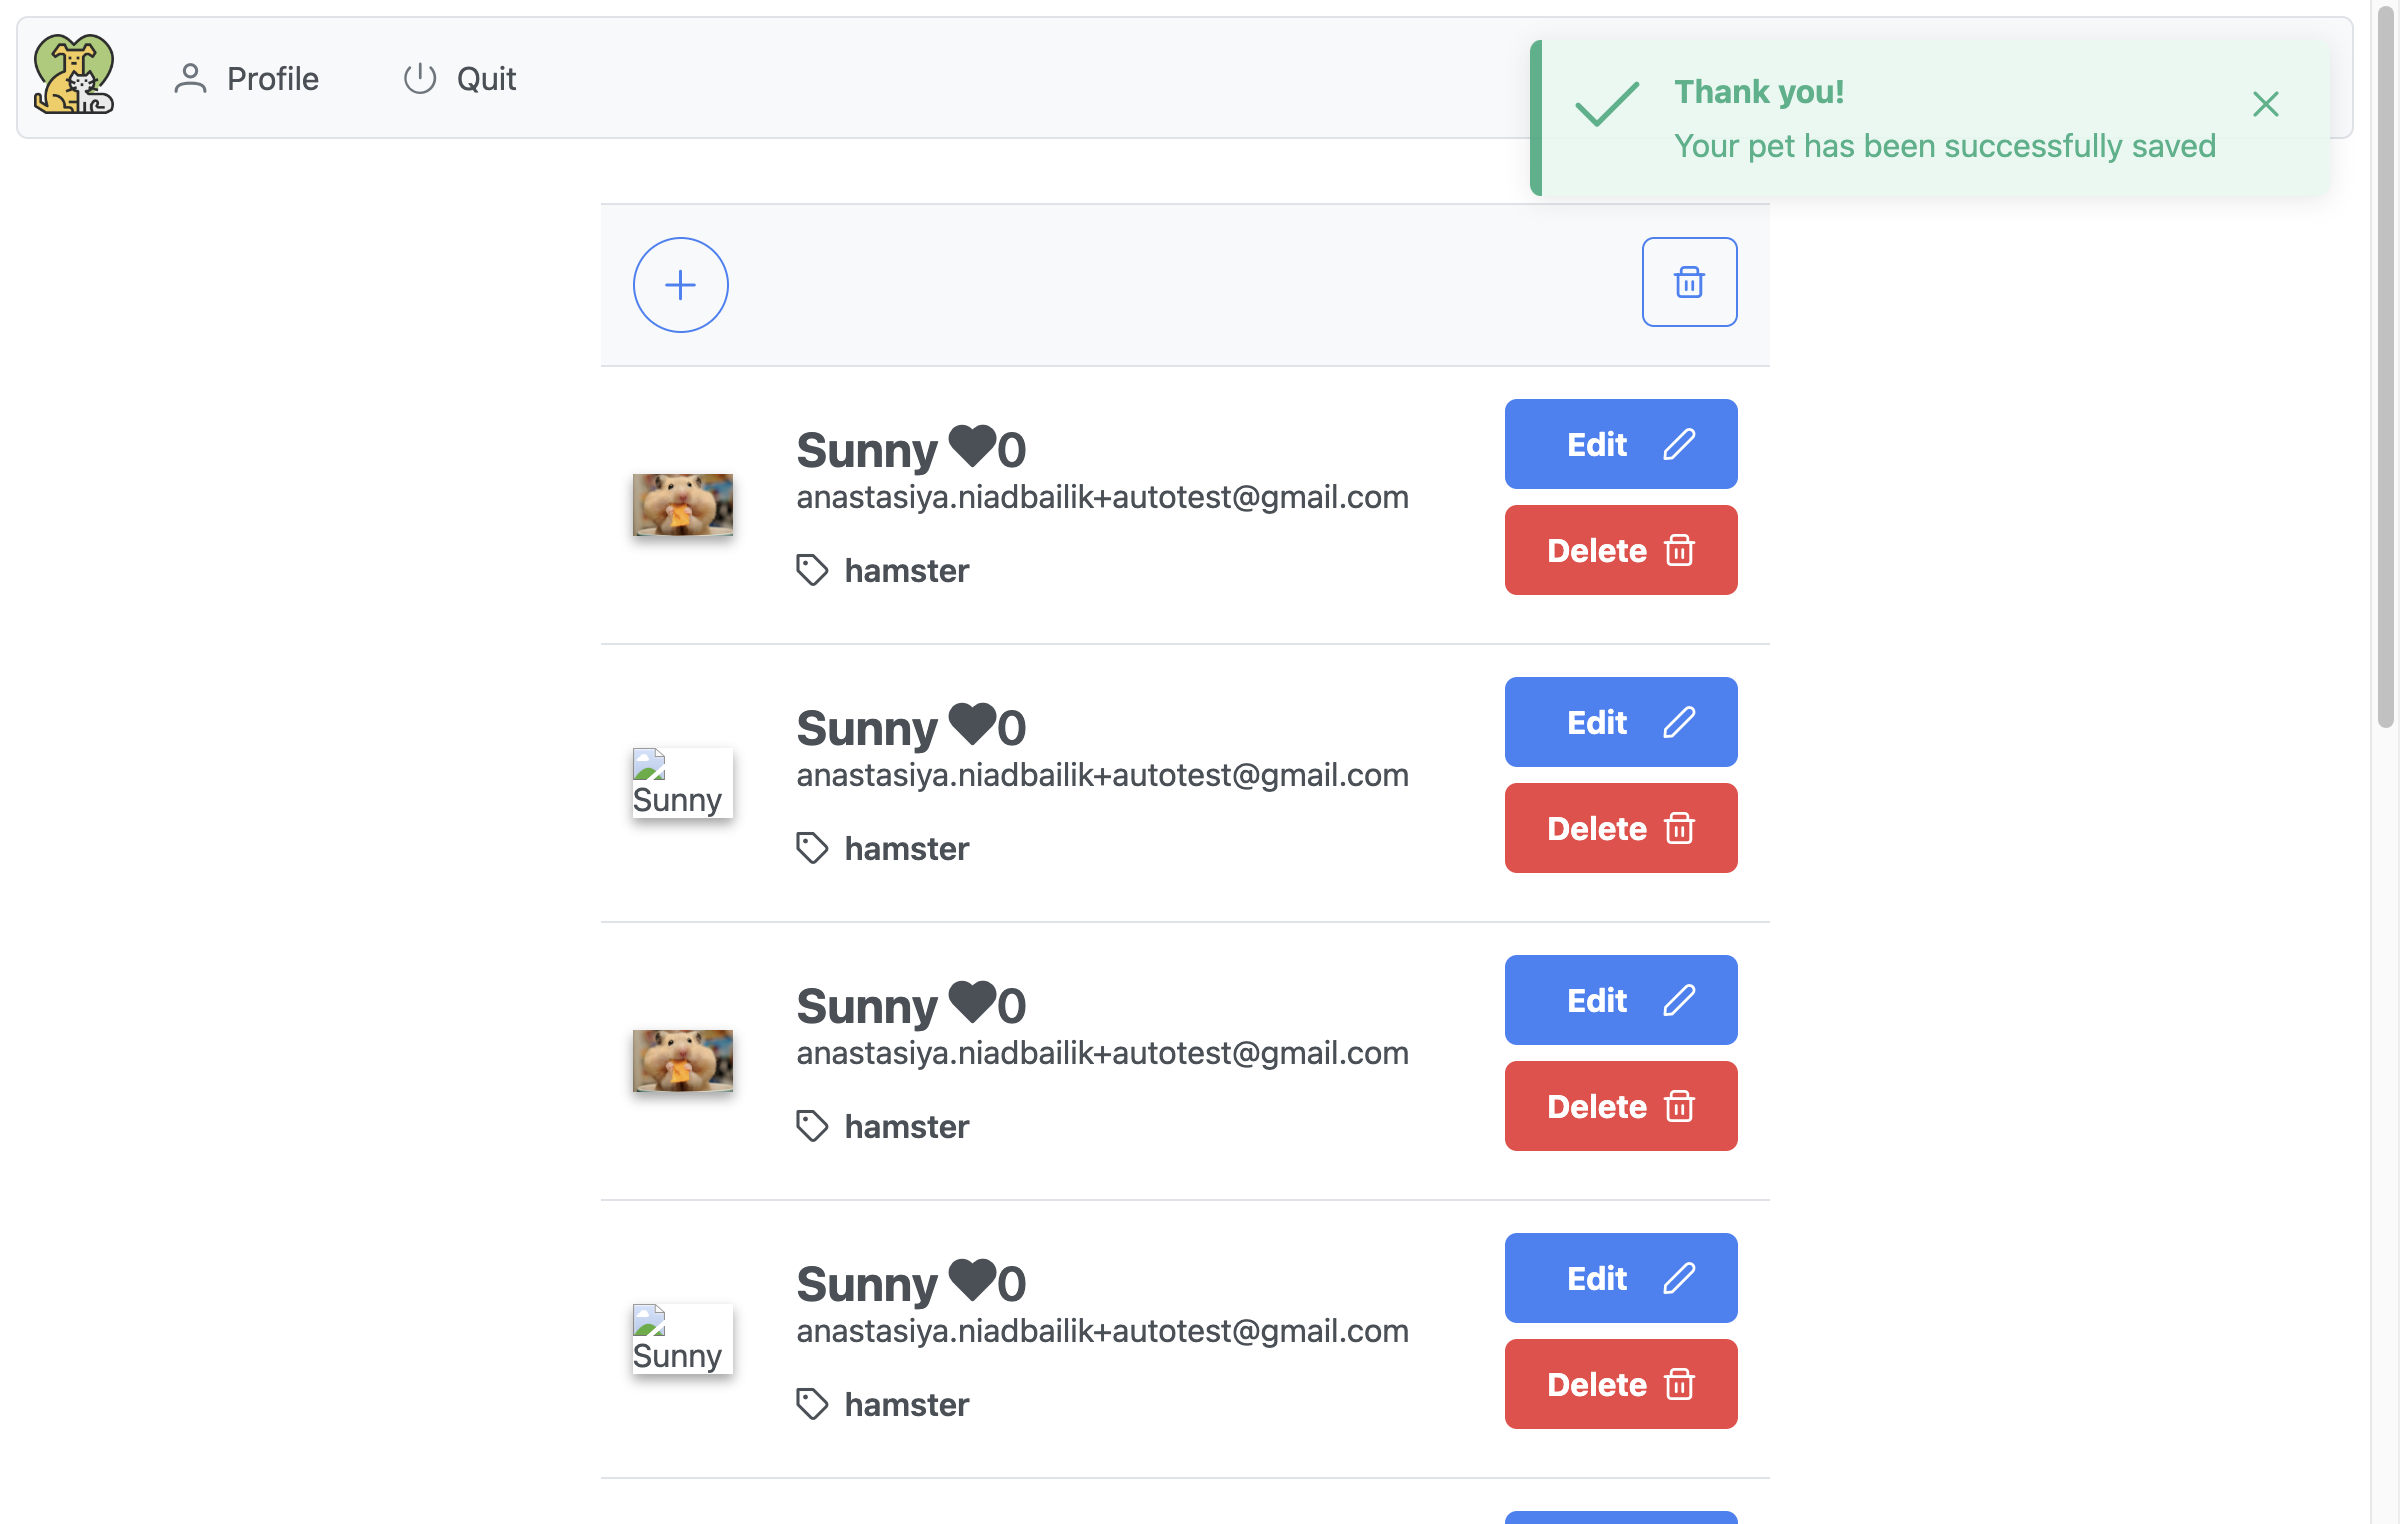 Profile
Quit
Thank you!
Your pet has been successfully saved
Sunny 0
anastasiya.niadbailik+autotest@gmail.com
hamster
Edit
Delete
Sunny
Sunny 0
anastasiya.niadbailik+autotest@gmail.com
hamster
Edit
Delete
Sunny 0
anastasiya.niadbailik+autotest@gmail.com
hamster
Edit
Delete
Sunny
Sunny 0
anastasiya.niadbailik+autotest@gmail.com
hamster
Edit
Delete